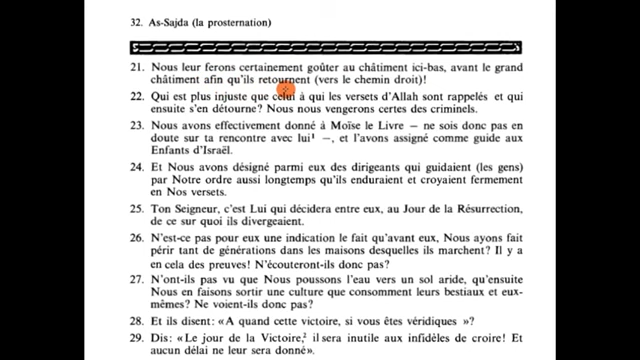 32. As-Sajda (la prosternation)
21. Nous leur ferons certainement goûter au châtiment ici-bas, avant le grand
châtiment afin qu'ils retournent (vers le chemin droit)!
22. Qui est plus injuste que celui à qui les versets d'Allah sont rappelés et qui
ensuite s'en détourne? Nous nous vengerons certes des criminels.
23. Nous avons effectivement donné à Moïse le Livre — ne sois donc pas en
doute sur ta rencontre avec lui¹ —, et l'avons assigné comme guide aux
Enfants d'Israël.
24. Et Nous avons désigné parmi eux des dirigeants qui guidaient (les gens)
par Notre ordre aussi longtemps qu'ils enduraient et croyaient fermement
en Nos versets.
25. Ton Seigneur, c'est Lui qui décidera entre eux, au Jour de la Résurrection,
de ce sur quoi ils divergeaient.
26. N'est-ce pas pour eux une indication le fait qu'avant eux, Nous ayons fait
périr tant de générations dans les maisons desquelles ils marchent? Il y a
en cela des preuves! N'écouteront-ils donc pas?
27. N'ont-ils pas vu que Nous poussons l'eau vers un sol aride, qu'ensuite
Nous en faisons sortir une culture que consomment leurs bestiaux et eux-
mêmes? Ne voient-ils donc pas?
28. Et ils disent: «A quand cette victoire, si vous êtes véridiques »?
29. Dis: «Le jour de la Victoire,² il sera inutile aux infidèles de croire! Et
aucun délai ne leur sera donné».